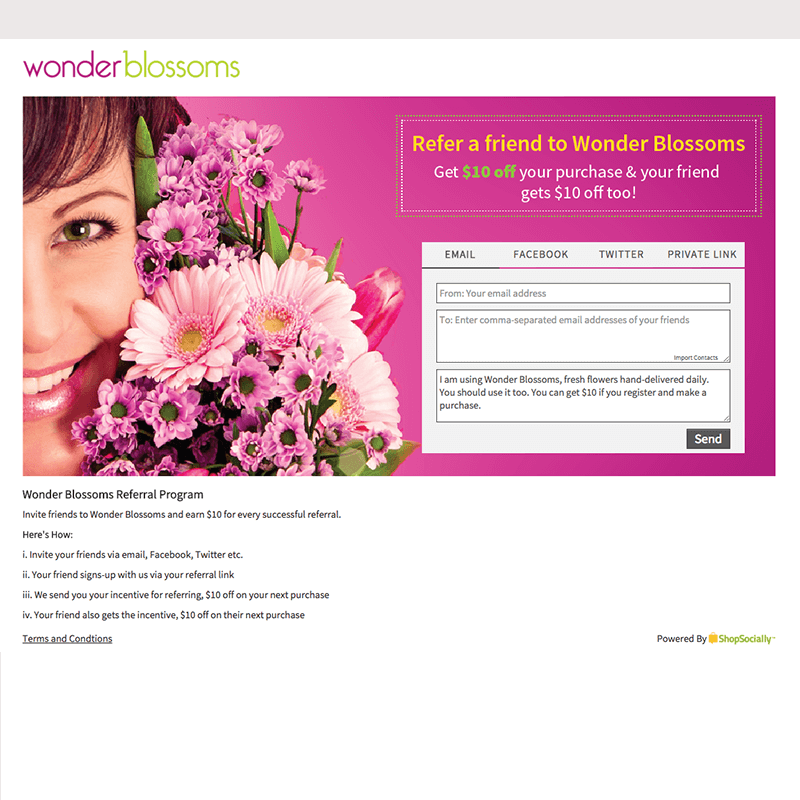 wonderblossoms
Refer a friend to Wonder Blossoms
Get $10 off your purchase & your friend
gets $10 off too!
EMAIL FACEBOOK TWITTER PRIVATE LINK
From: Your email address
To: Enter comma-separated email addresses of your friends
Import Contacts
I am using Wonder Blossoms, fresh flowers hand-delivered daily.
You should use it too. You can get $10 if you register and make a
purchase.
Send
Wonder Blossoms Referral Program
Invite friends to Wonder Blossoms and earn $10 for every successful referral.
Here's How:
i. Invite your friends via email, Facebook, Twitter etc.
ii. Your friend signs-up with us via your referral link
iii. We send you your incentive for referring, $10 off on your next purchase
iv. Your friend also gets the incentive, $10 off on their next purchase
Terms and Condtions
Powered By ShopSocially™